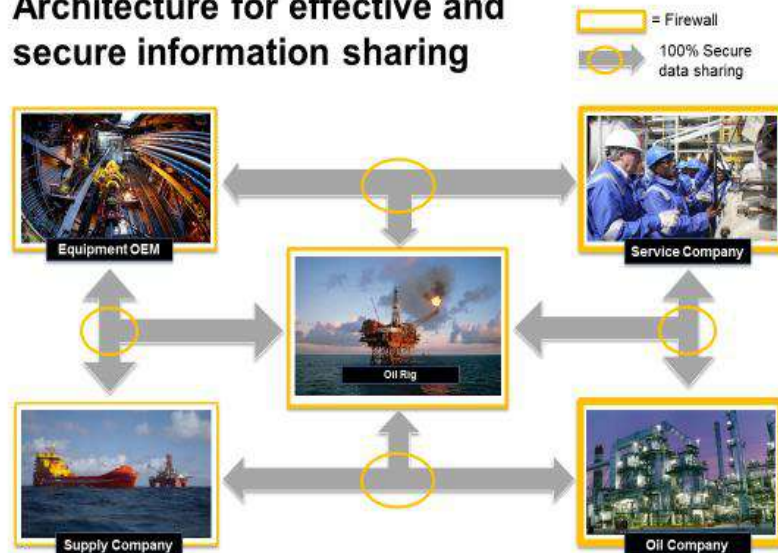 Architecture for effective and
secure information sharing
= Firewall
100% Secure
data sharing
Equipment OEM
Service Company
Oil Rig
Supply Company
Oil Company